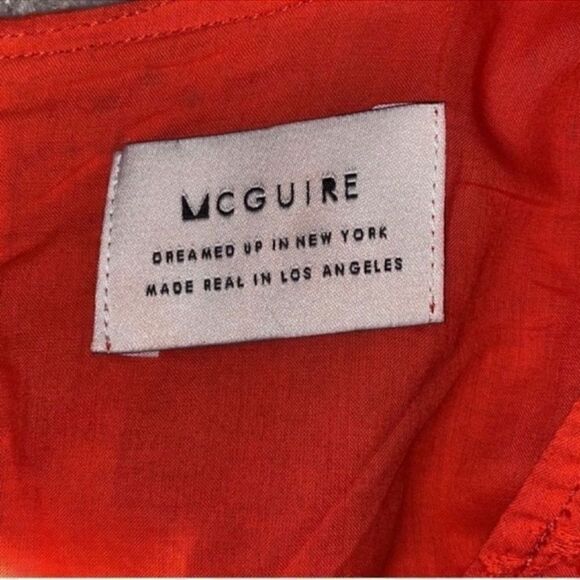 MCGUIRE
DREAMED UP IN NEW YORK
MADE REAL IN LOS ANGELES